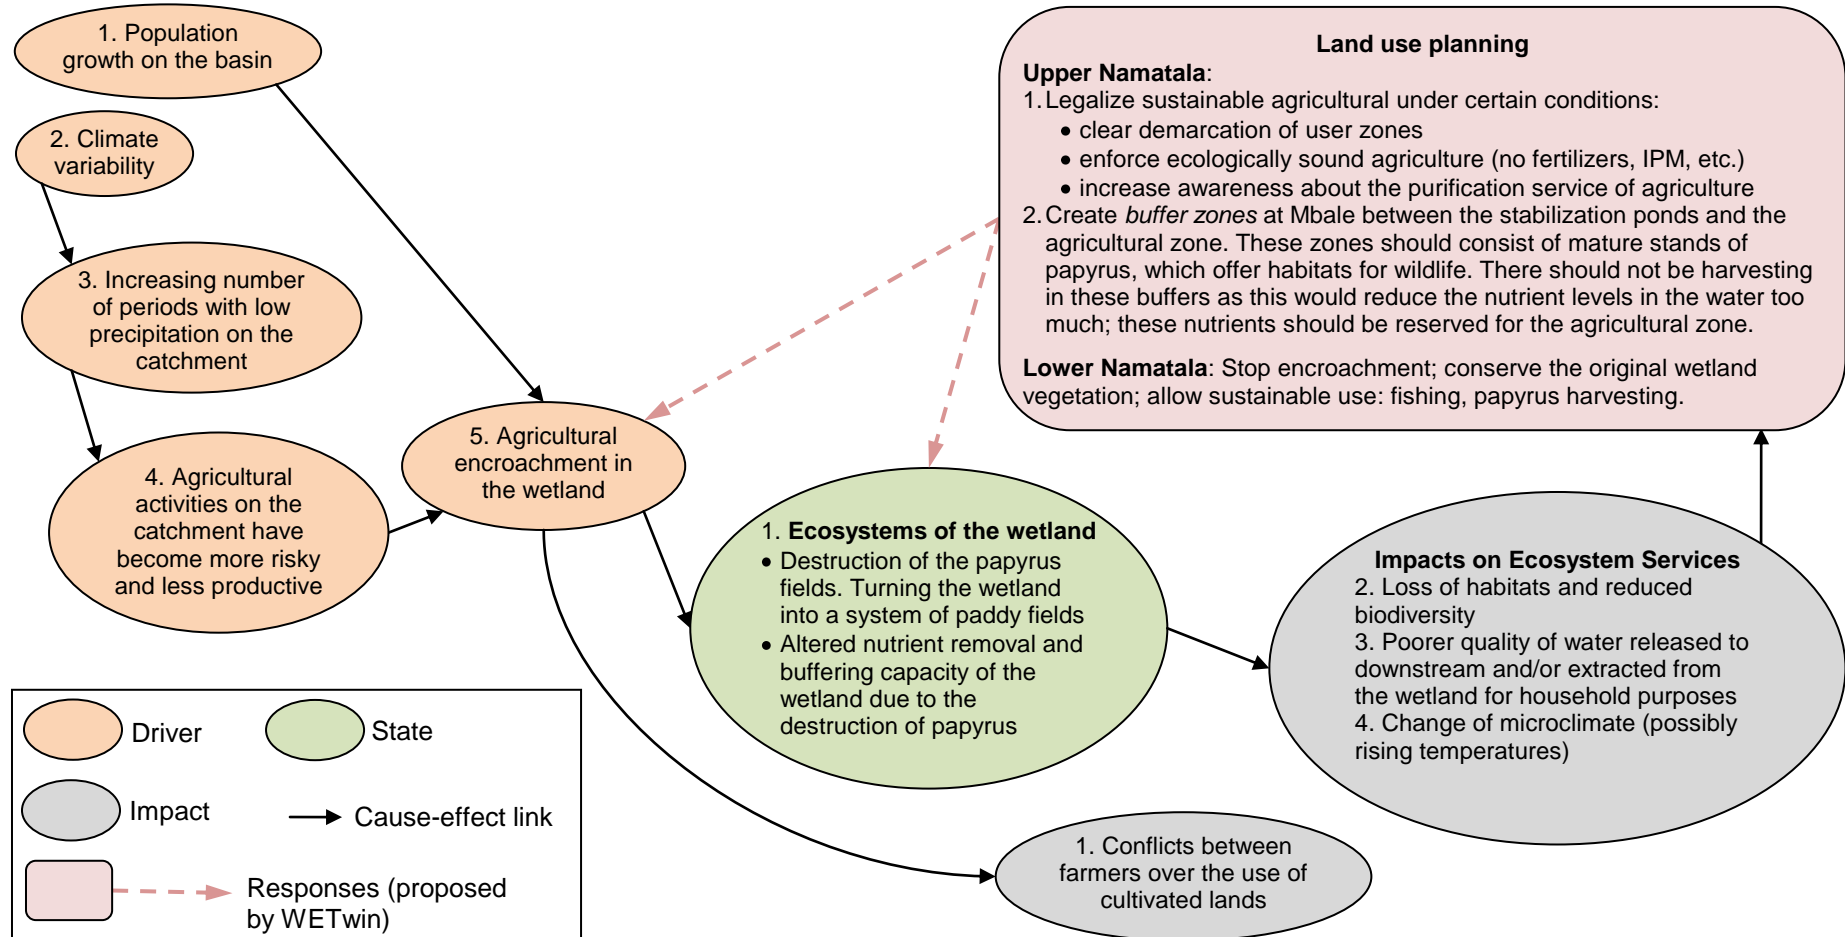 1. Population
growth on the basin
2. Climate
variability
3. Increasing number
of periods with low
precipitation on the
catchment
4. Agricultural
activities on the
catchment have
become more risky
and less productive
5. Agricultural
encroachment in
the wetland
Land use planning
Upper Namatala:
1. Legalize sustainable agricultural under certain conditions:
• clear demarcation of user zones
• enforce ecologically sound agriculture (no fertilizers, IPM, etc.)
• increase awareness about the purification service of agriculture
2. Create buffer zones at Mbale between the stabilization ponds and the
agricultural zone. These zones should consist of mature stands of
papyrus, which offer habitats for wildlife. There should not be harvesting
in these buffers as this would reduce the nutrient levels in the water too
much; these nutrients should be reserved for the agricultural zone.
Lower Namatala: Stop encroachment; conserve the original wetland
vegetation; allow sustainable use: fishing, papyrus harvesting.
1. Ecosystems of the wetland
• Destruction of the papyrus
fields. Turning the wetland
into a system of paddy fields
• Altered nutrient removal and
buffering capacity of the
wetland due to the
destruction of papyrus
Impacts on Ecosystem Services
2. Loss of habitats and reduced
biodiversity
3. Poorer quality of water released to
downstream and/or extracted from
the wetland for household purposes
4. Change of microclimate (possibly
rising temperatures)
1. Conflicts between
farmers over the use of
cultivated lands
Driver
State
Impact
Cause-effect link
Responses (proposed
by WETwin)